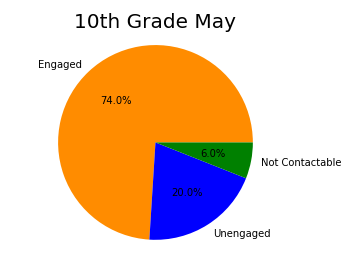 10th Grade May
Engaged
74.0%
6.0%
Not Contactable
20.0%
Unengaged